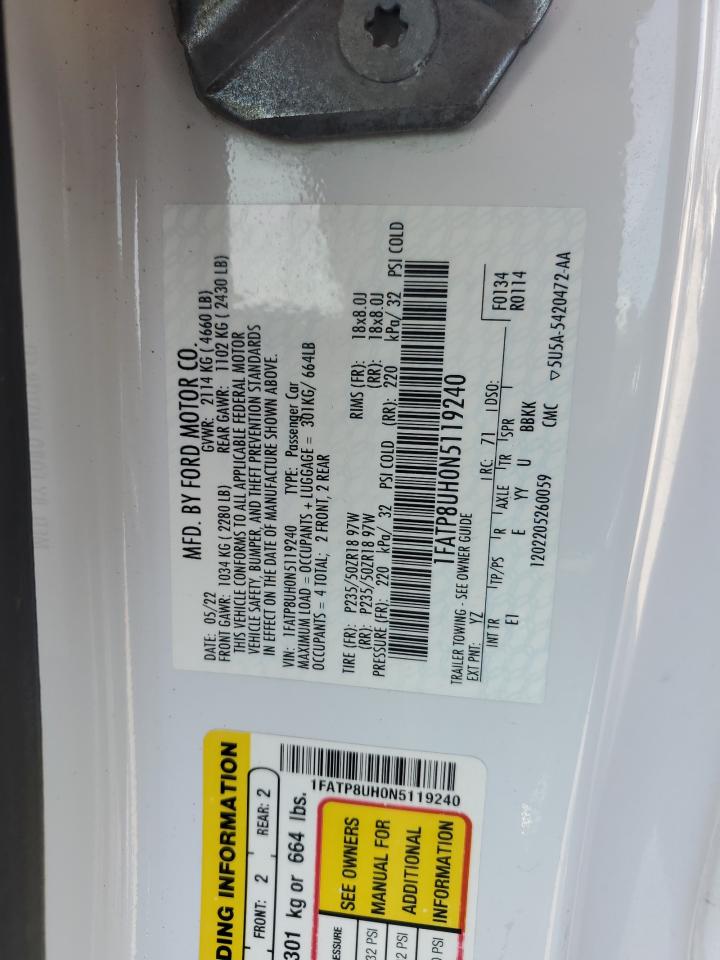 MFD. BY FORD MOTOR CO.
DATE: 05/22 GVWR: 2114 KG ( 4660 LB)
FRONT GAWR: 1034 KG ( 2280 LB) REAR GAWR: 1102 KG ( 2430 LB)
THIS VEHICLE CONFORMS TO ALL APPLICABLE FEDERAL MOTOR
VEHICLE SAFETY, BUMPER, AND THEFT PREVENTION STANDARDS
IN EFFECT ON THE DATE OF MANUFACTURE SHOWN ABOVE.
VIN: 1FATP8UH0N5119240 TYPE: Passenger Car
MAXIMUM LOAD = OCCUPANTS + LUGGAGE = 301KG/ 664LB
OCCUPANTS = 4 TOTAL; 2 FRONT, 2 REAR
TIRE (FR): P235/50ZR18 97W RIMS (FR): 18x8.0J
(RR): P235/50ZR18 97W (RR): 18x8.0J
PRESSURE (FR): 220 kPa/ 32 PSI COLD (RR): 220 kPa/ 32 PSI COLD
1FATP8UH0N5119240
TRAILER TOWING - SEE OWNER GUIDE
EXT PNT: YZ RC: 71 DSO: F0134
R0114
INT TR TP/PS R AXLE TR SPR
EI E YY U BBKK
1202205260059 CMC ▽5U5A-5420472-AA
DING INFORMATION
FRONT: 2 REAR: 2
301 kg or 664 lbs.
1FATP8UH0N5119240
ESSURE
32 PSI
2 PSI
0 PSI
SEE OWNERS
MANUAL FOR
ADDITIONAL
INFORMATION